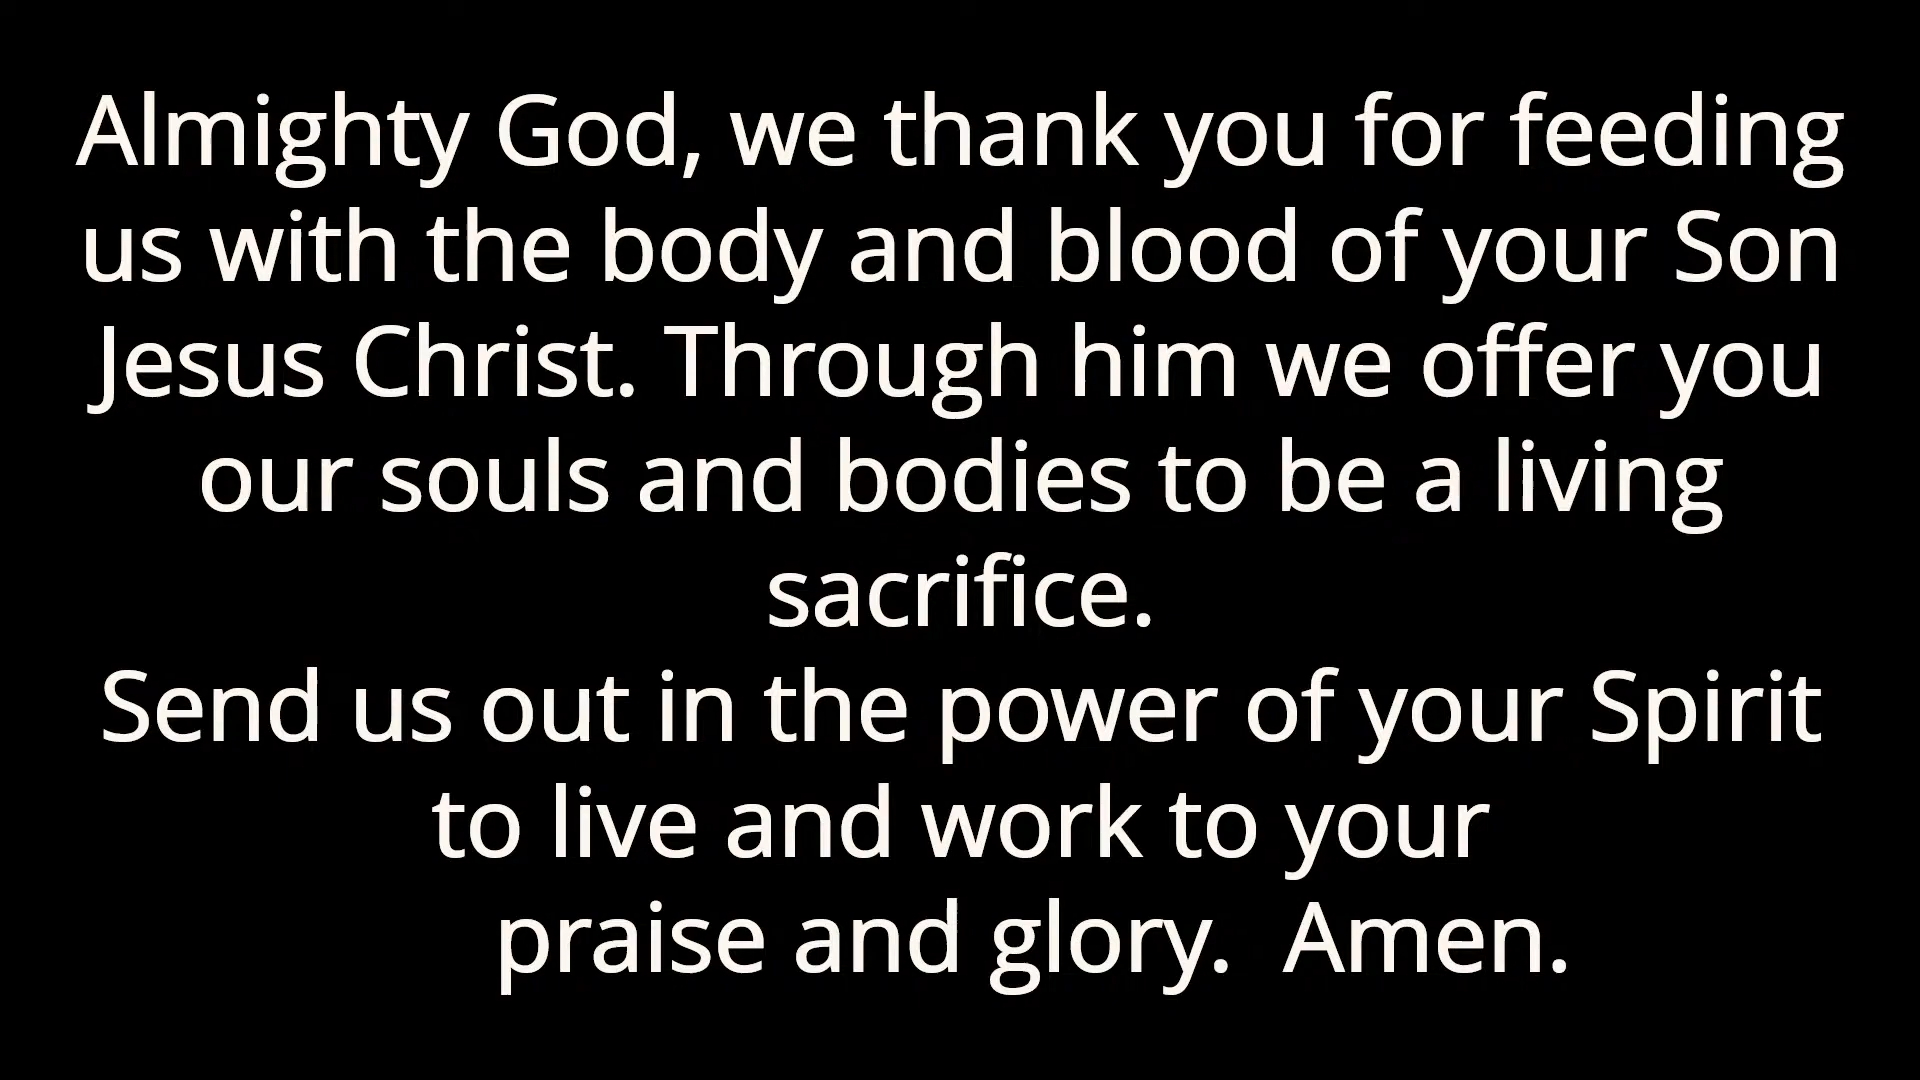 Almighty God, we thank you for feeding
us with the body and blood of your Son
Jesus Christ. Through him we offer you
our souls and bodies to be a living
sacrifice.
Send us out in the power of your Spirit
to live and work to your
praise and glory.  Amen.